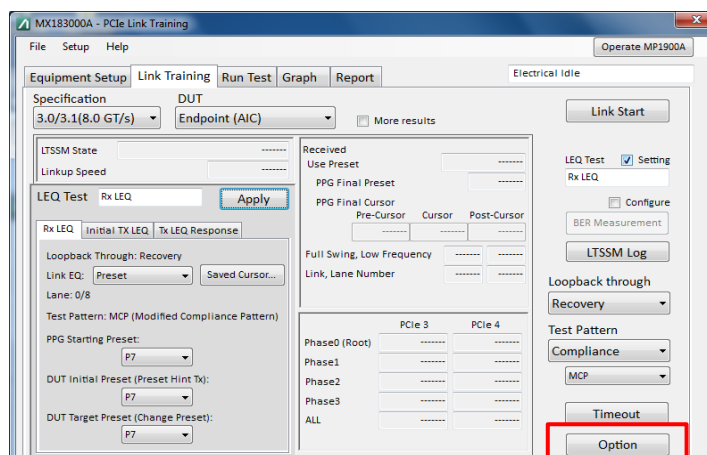 MX183000A - PCIe Link Training
File Setup Help
Operate MP1900A
Equipment Setup Link Training Run Test Graph Report
Electrical Idle
Specification DUT
3.0/3.1(8.0 GT/s) Endpoint (AIC)
More results
Link Start
LTSSM State -------
Linkup Speed -------
LEQ Test Rx LEQ Apply
Rx LEQ Initial TX LEQ Tx LEQ Response
Loopback Through: Recovery
Link EQ: Preset Saved Cursor...
Lane: 0/8
Test Pattern: MCP (Modified Compliance Pattern)
PPG Starting Preset:
P7
DUT Initial Preset (Preset Hint Tx):
P7
DUT Target Preset (Change Preset):
P7
Received
Use Preset -------
PPG Final Preset -------
PPG Final Cursor
Pre-Cursor Cursor Post-Cursor
------- ------- -------
Full Swing, Low Frequency ------- -------
Link, Lane Number ------- -------
PCIe 3 PCIe 4
Phase0 (Root) ------- -------
Phase1 ------- -------
Phase2 ------- -------
Phase3 ------- -------
ALL ------- -------
LEQ Test Setting
Rx LEQ
Configure
BER Measurement
LTSSM Log
Loopback through
Recovery
Test Pattern
Compliance
MCP
Timeout
Option